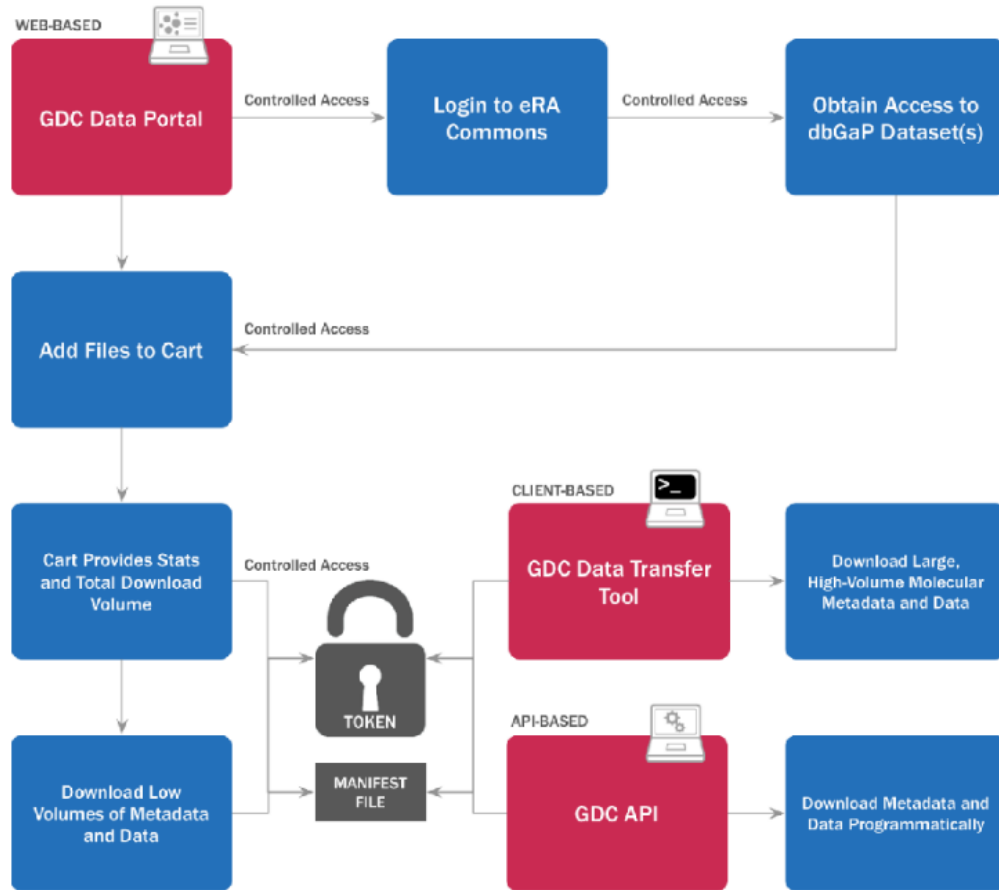 WEB-BASED
GDC Data Portal
Controlled Access
Login to eRA
Commons
Controlled Access
Obtain Access to
dbGaP Dataset(s)
Add Files to Cart
Controlled Access
Cart Provides Stats
and Total Download
Volume
Controlled Access
TOKEN
MANIFEST
FILE
CLIENT-BASED
>_
GDC Data Transfer
Tool
Download Large,
High-Volume Molecular
Metadata and Data
Download Low
Volumes of Metadata
and Data
API-BASED
GDC API
Download Metadata and
Data Programmatically